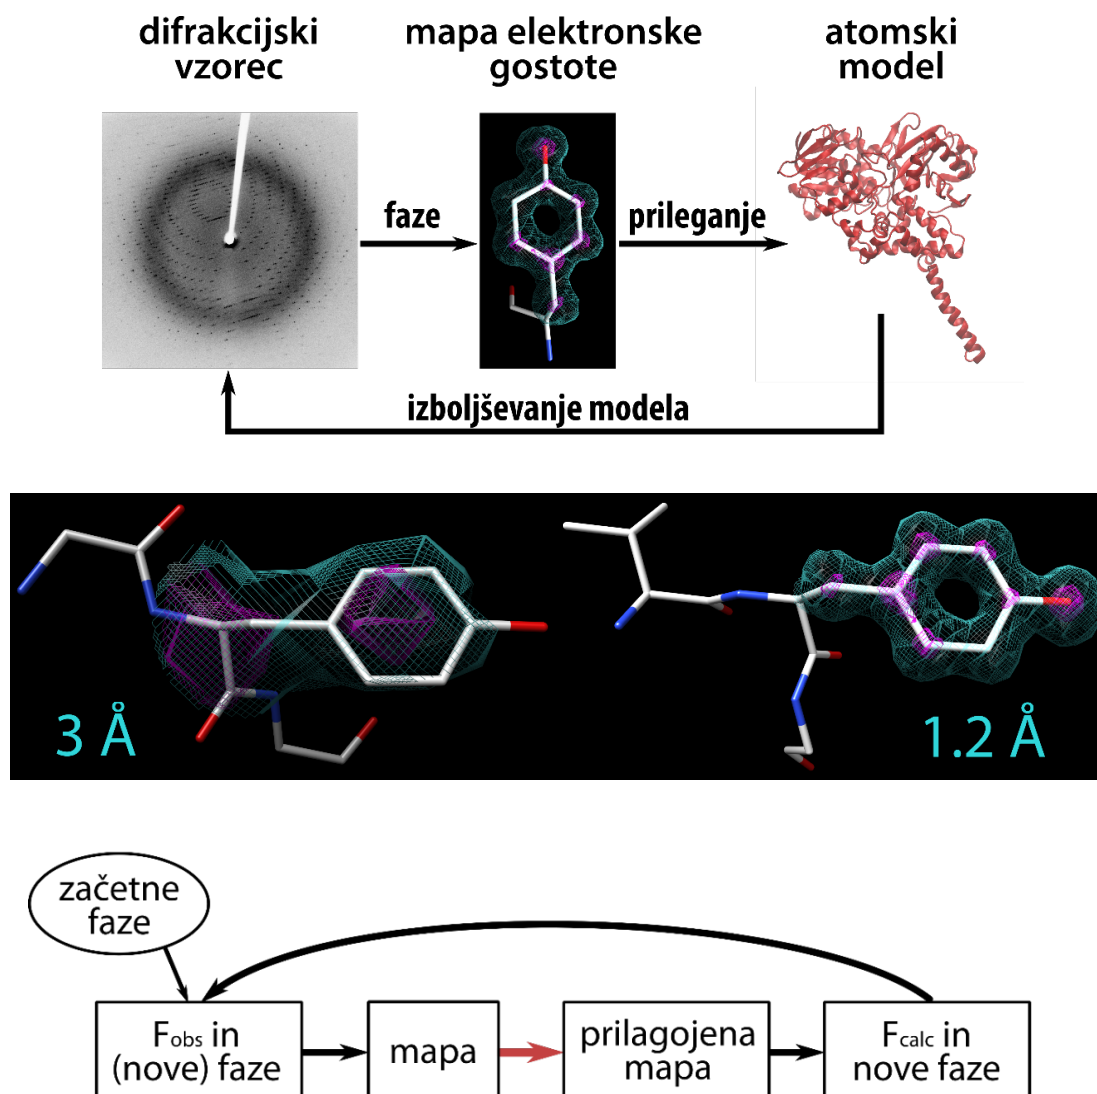 difrakcijski
vzorec
mapa elektronske
gostote
atomski
model
faze
prileganje
izboljševanje modela
3 Å
1.2 Å
začetne
faze
Fobs in
(nove) faze
mapa
prilagojena
mapa
Fcalc in
nove faze